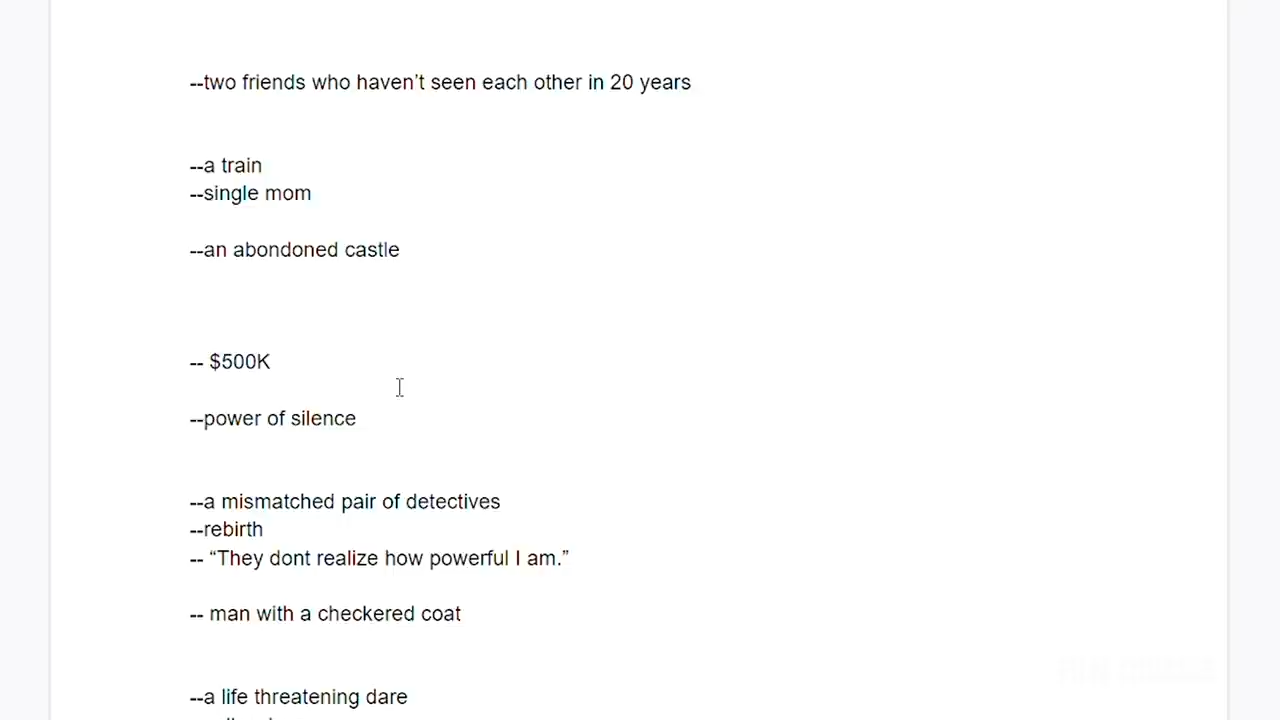 --two friends who haven’t seen each other in 20 years
--a train
--single mom
--an abondoned castle
-- $500K
--power of silence
--a mismatched pair of detectives
--rebirth
-- “They dont realize how powerful I am.”
-- man with a checkered coat
--a life threatening dare